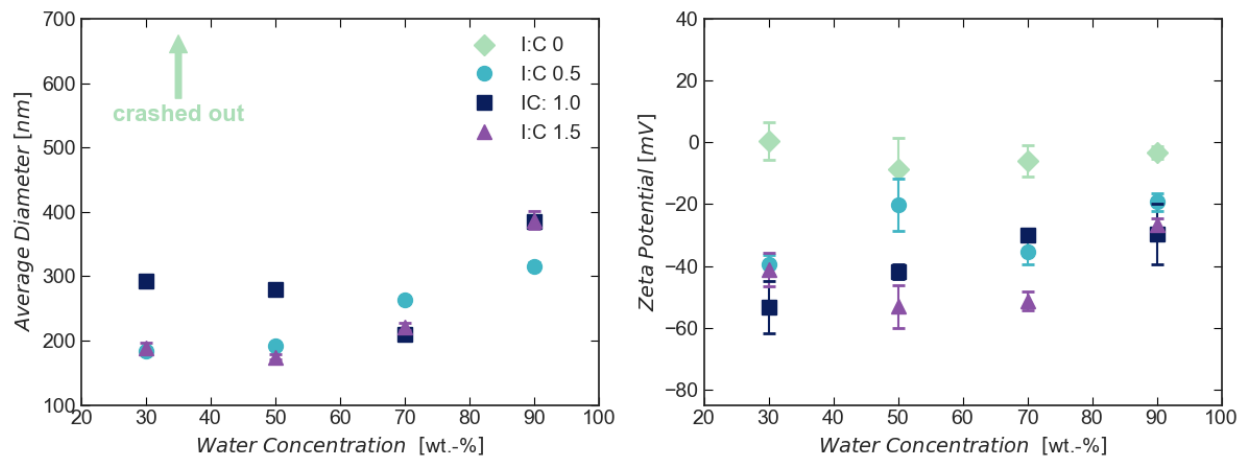 700
600
500
400
300
200
100
20 30 40 50 60 70 80 90 100
Average Diameter [nm]
Water Concentration [wt.-%]
crashed out
I:C 0
I:C 0.5
IC: 1.0
I:C 1.5
40
20
0
−20
−40
−60
−80
20 30 40 50 60 70 80 90 100
Zeta Potential [mV]
Water Concentration [wt.-%]